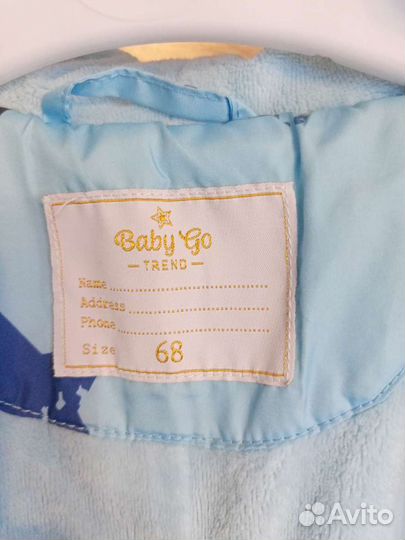 Baby Go
— TREND —
Name
Address
Phone
Size 68
Avito